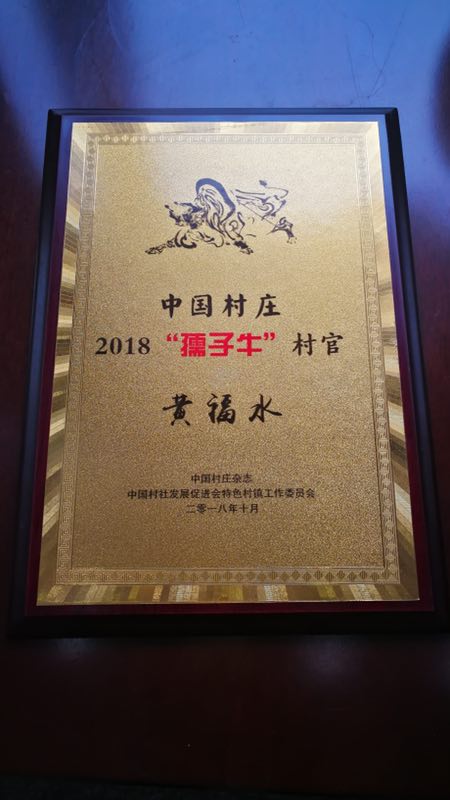 中国村庄
2018 “孺子牛” 村官
黄福水
中国村庄杂志
中国村社发展促进会特色村镇工作委员会
二零一八年十月